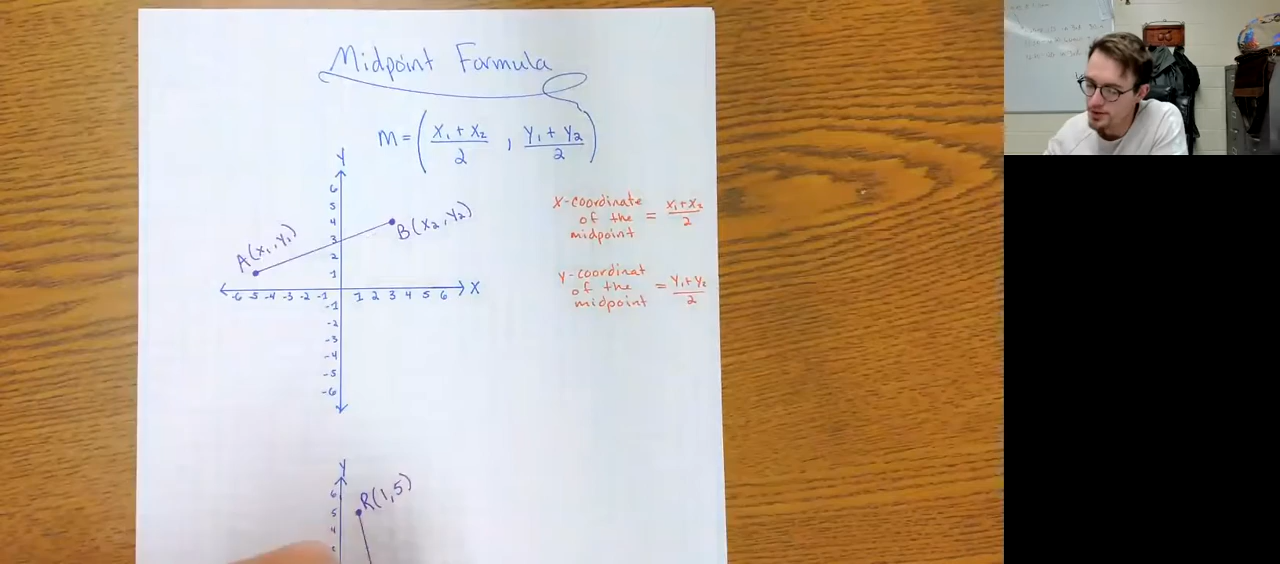 Midpoint Formula
M = ( X₁ + X₂ / 2 , Y₁ + Y₂ / 2 )
Y
6
5
4
3
2
1
A(X₁, Y₁)
B(X₂, Y₂)
-6 -5 -4 -3 -2 -1 1 2 3 4 5 6 X
-1
-2
-3
-4
-5
-6
X-coordinate
of the = X₁+X₂ / 2
midpoint
Y-coordinat
of the = Y₁+Y₂ / 2
midpoint
Y
6
5
4
R(1,5)